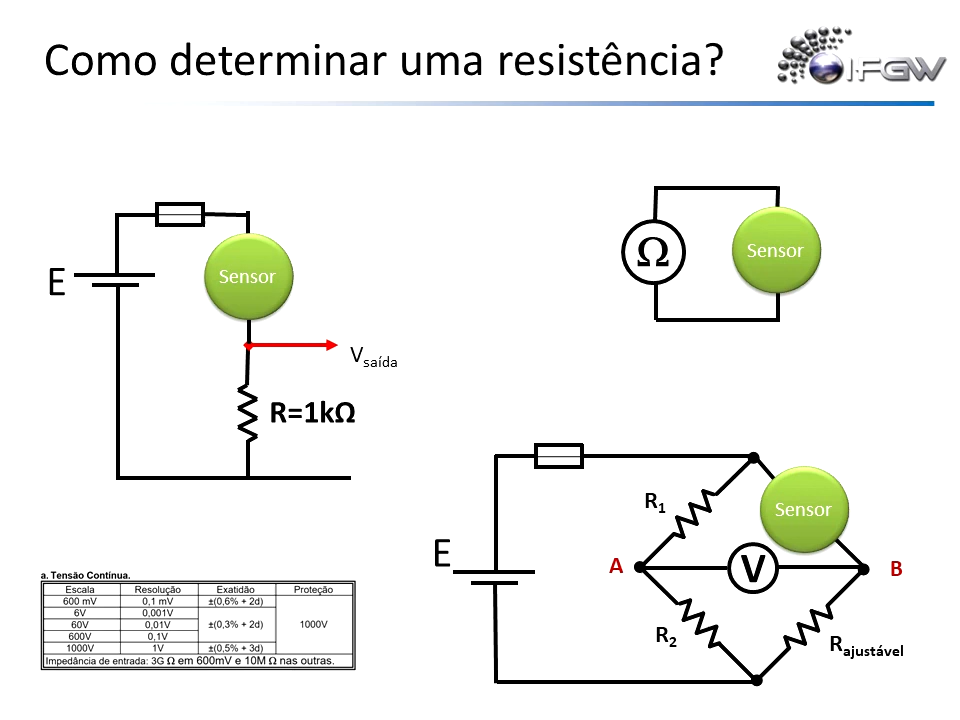 Como determinar uma resistência?
IFGW
E
Sensor
Vsaída
R=1kΩ
Ω
Sensor
E
R1
Sensor
A
V
B
R2
Rajustável
a. Tensão Contínua.
Escala Resolução Exatidão Proteção
600 mV 0,1 mV ±(0,6% + 2d)
6V 0,001V
60V 0,01V ±(0,3% + 2d) 1000V
600V 0,1V
1000V 1V ±(0,5% + 3d)
Impedância de entrada: 3G Ω em 600mV e 10M Ω nas outras.